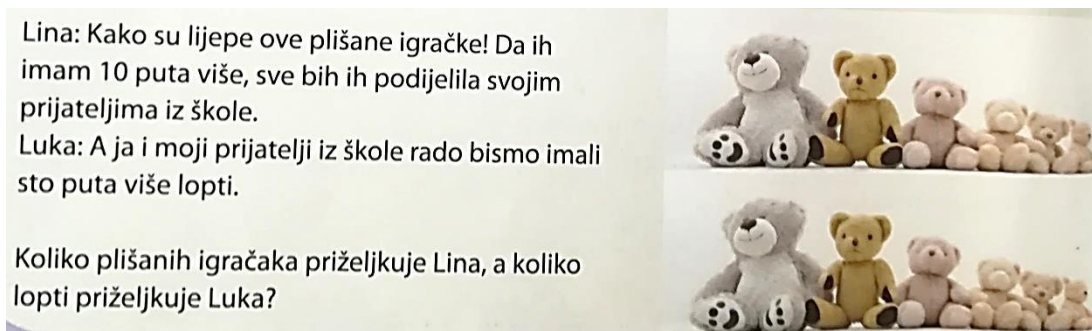 Lina: Kako su lijepe ove plišane igračke! Da ih
imam 10 puta više, sve bih ih podijelila svojim
prijateljima iz škole.
Luka: A ja i moji prijatelji iz škole rado bismo imali
sto puta više lopti.
Koliko plišanih igračaka priželjkuje Lina, a koliko
lopti priželjkuje Luka?